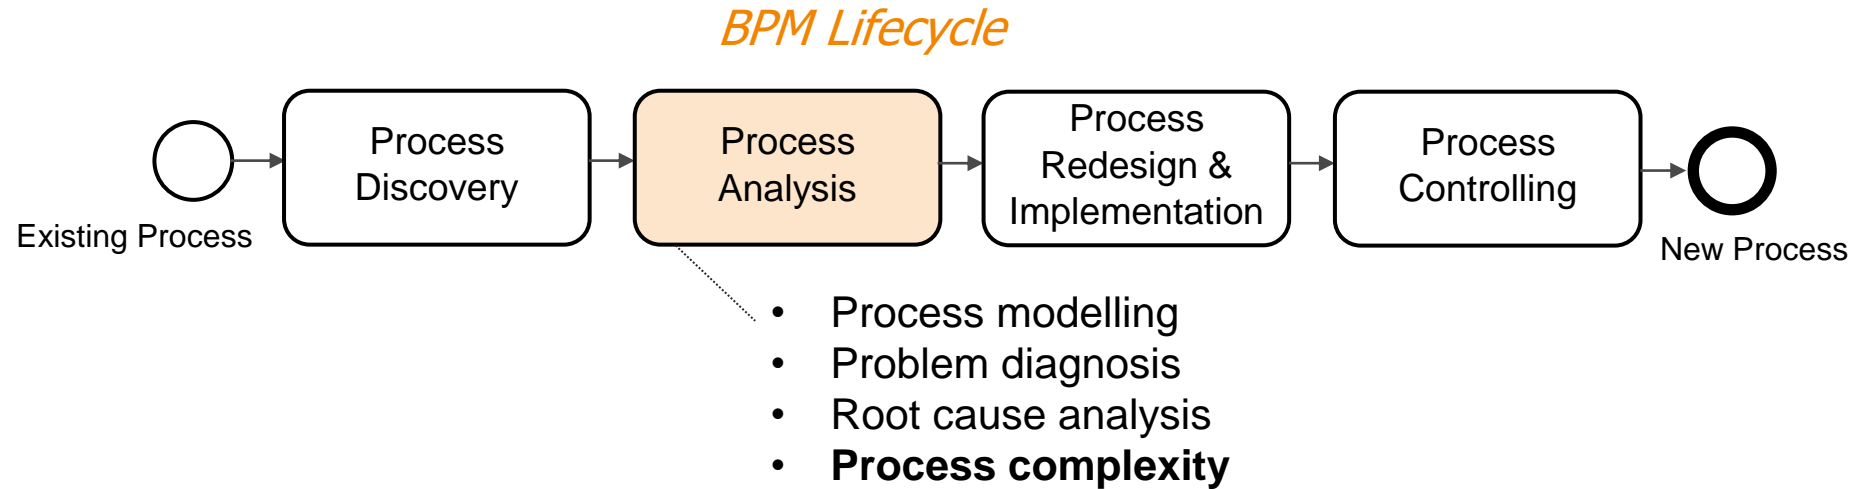 BPM Lifecycle
Existing Process
Process
Discovery
Process
Analysis
Process
Redesign &
Implementation
Process
Controlling
New Process
• Process modelling
• Problem diagnosis
• Root cause analysis
• Process complexity